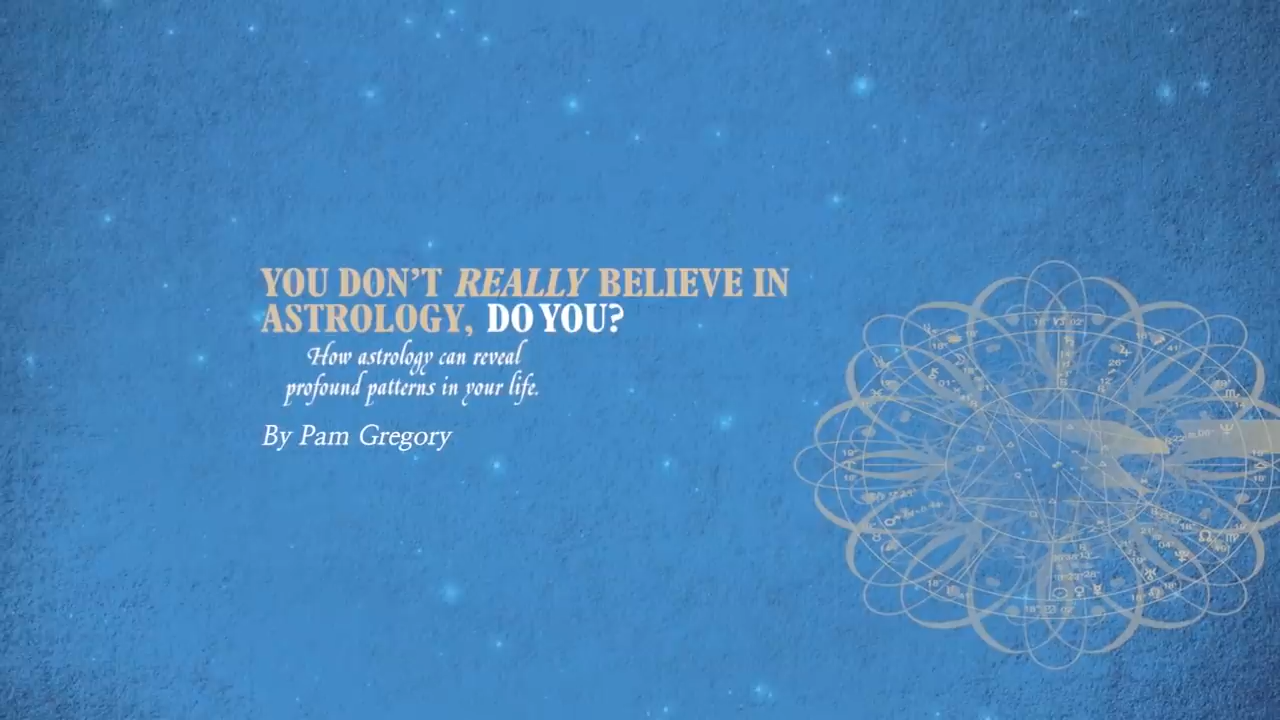 YOU DON'T REALLY BELIEVE IN
ASTROLOGY, DO YOU?
How astrology can reveal
profound patterns in your life.
By Pam Gregory